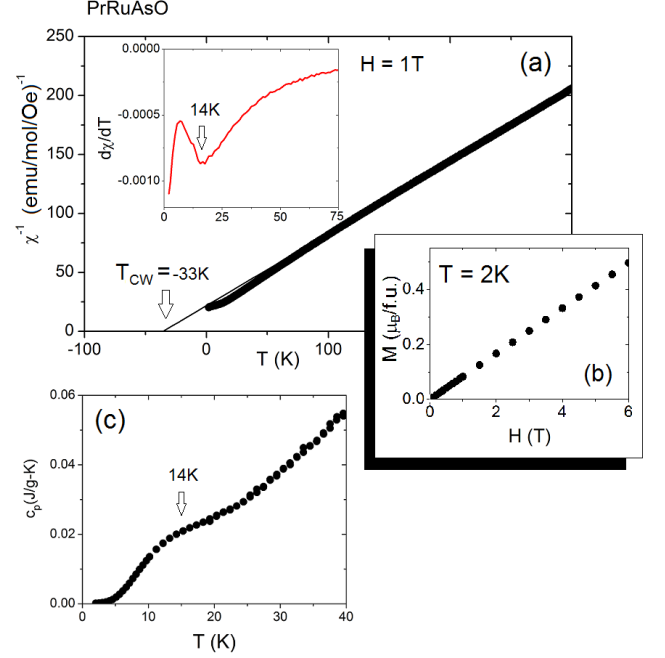 PrRuAsO
250
200
150
100
50
0
χ⁻¹ (emu/mol/Oe)⁻¹
-100
0
100
T (K)
H = 1T
(a)
T_CW = -33K
0.0000
-0.0005
-0.0010
dχ/dT
14K
0
25
50
75
T = 2K
(b)
0.4
0.2
0.0
M (μ_B/f.u.)
0
2
4
6
H (T)
(c)
0.06
0.04
0.02
0.00
c_p(J/g-K)
14K
0
10
20
30
40
T (K)